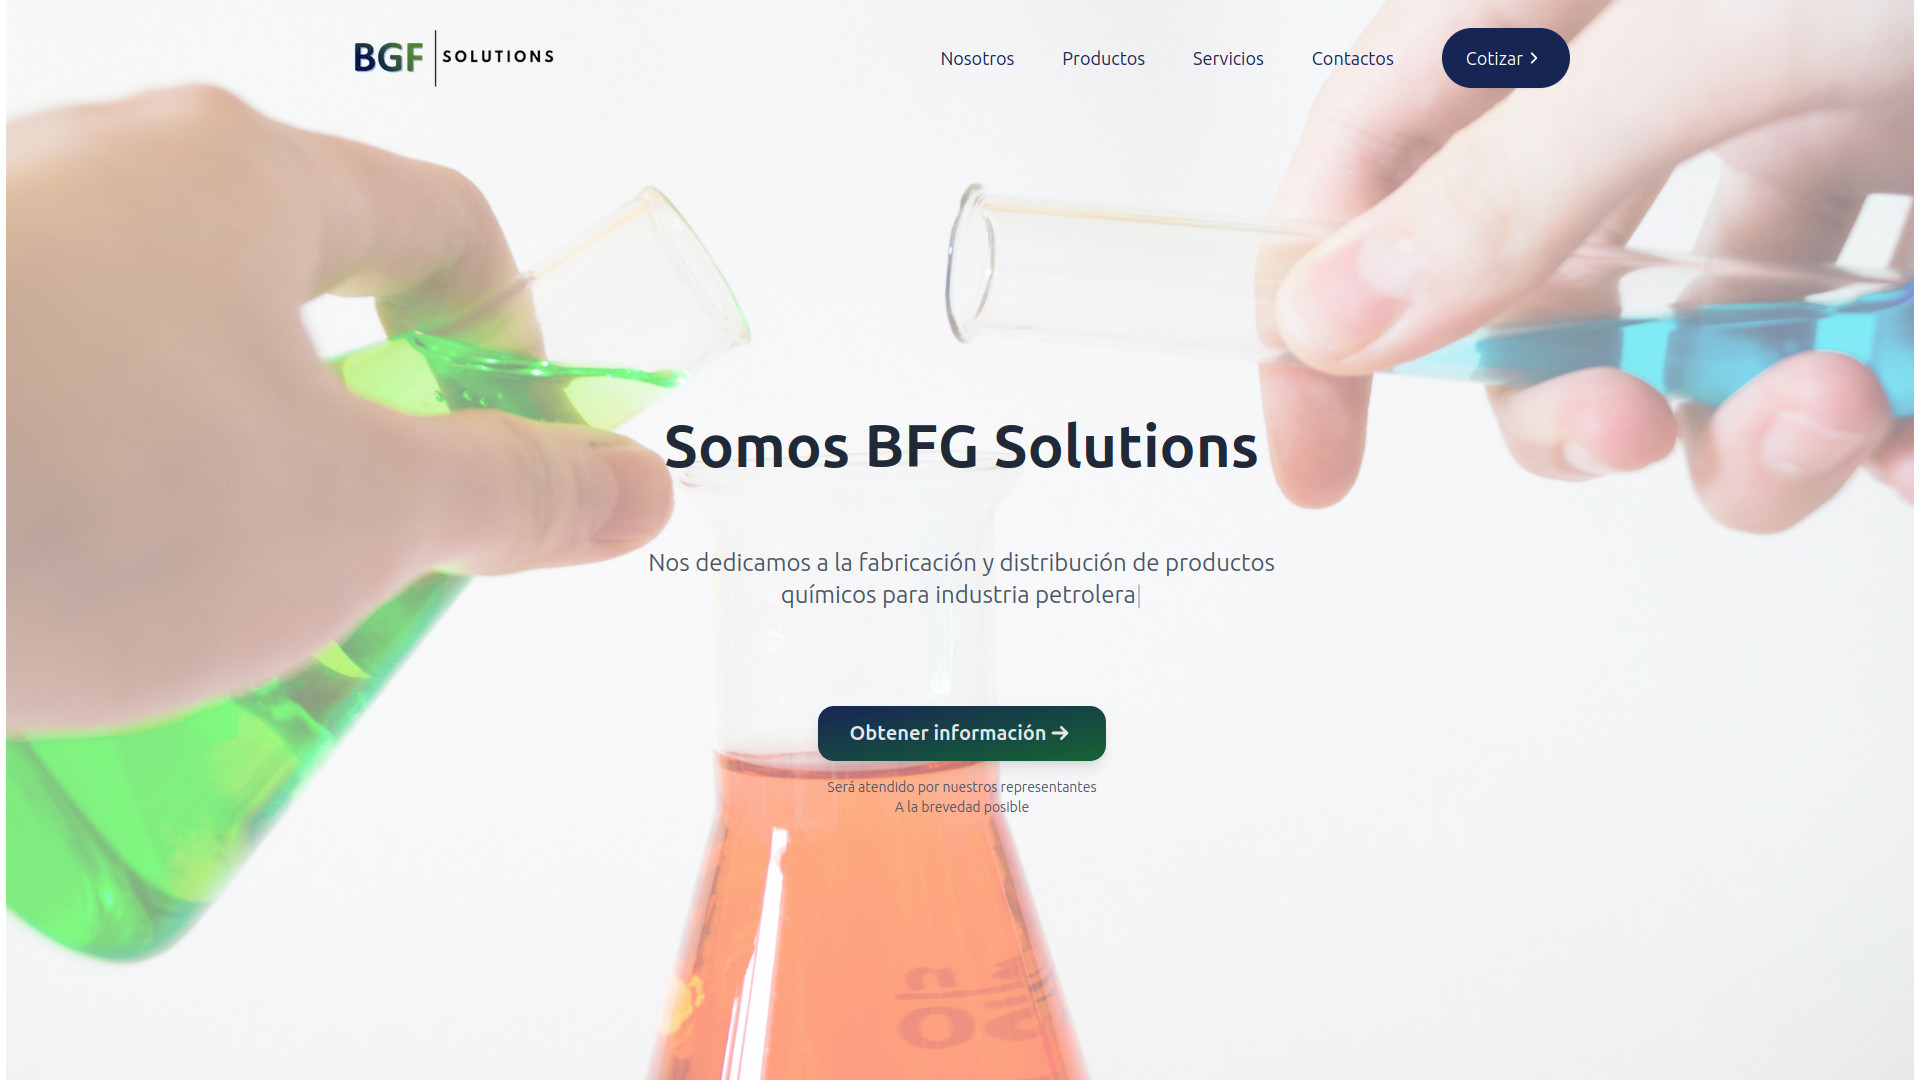 BGF SOLUTIONS
Nosotros
Productos
Servicios
Contactos
Cotizar
Somos BFG Solutions
Nos dedicamos a la fabricación y distribución de productos
químicos para industria petrolera
Obtener información
Será atendido por nuestros representantes
A la brevedad posible